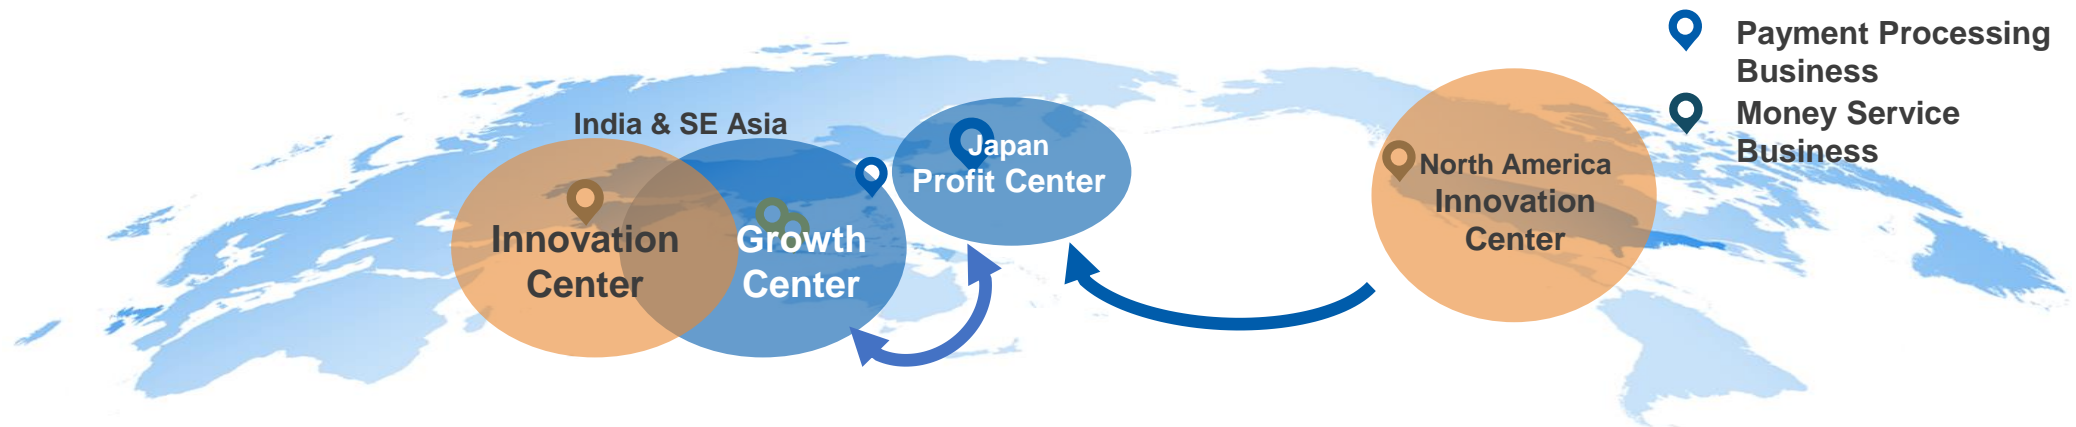 Payment Processing
Business
Money Service
Business
India & SE Asia
Innovation
Center
Growth
Center
Japan
Profit Center
North America
Innovation
Center